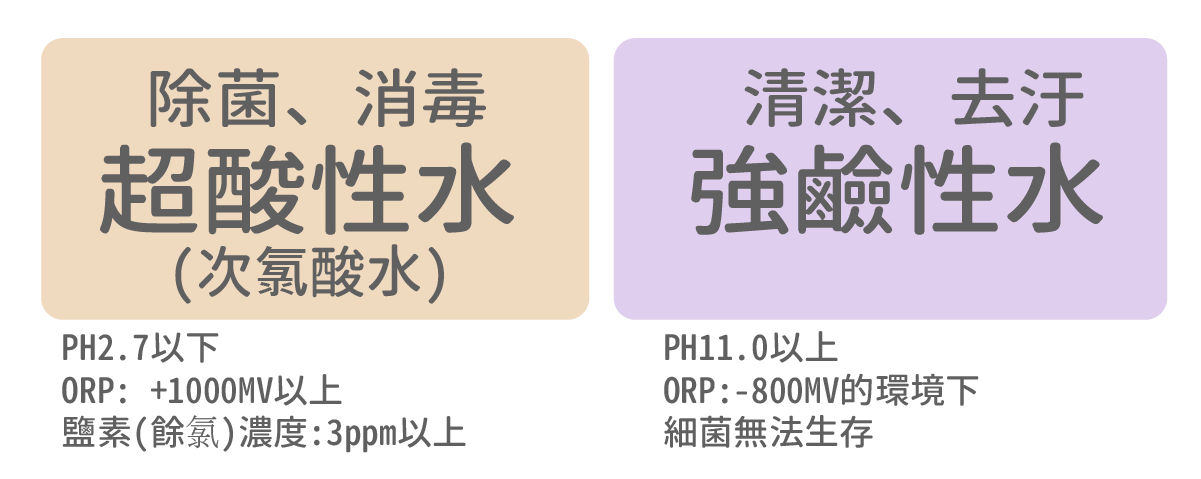 除菌、消毒
超酸性水
(次氯酸水)
PH2.7以下
ORP: +1000MV以上
鹽素(餘氯)濃度:3ppm以上
清潔、去汙
強鹼性水
PH11.0以上
ORP:-800MV的環境下
細菌無法生存